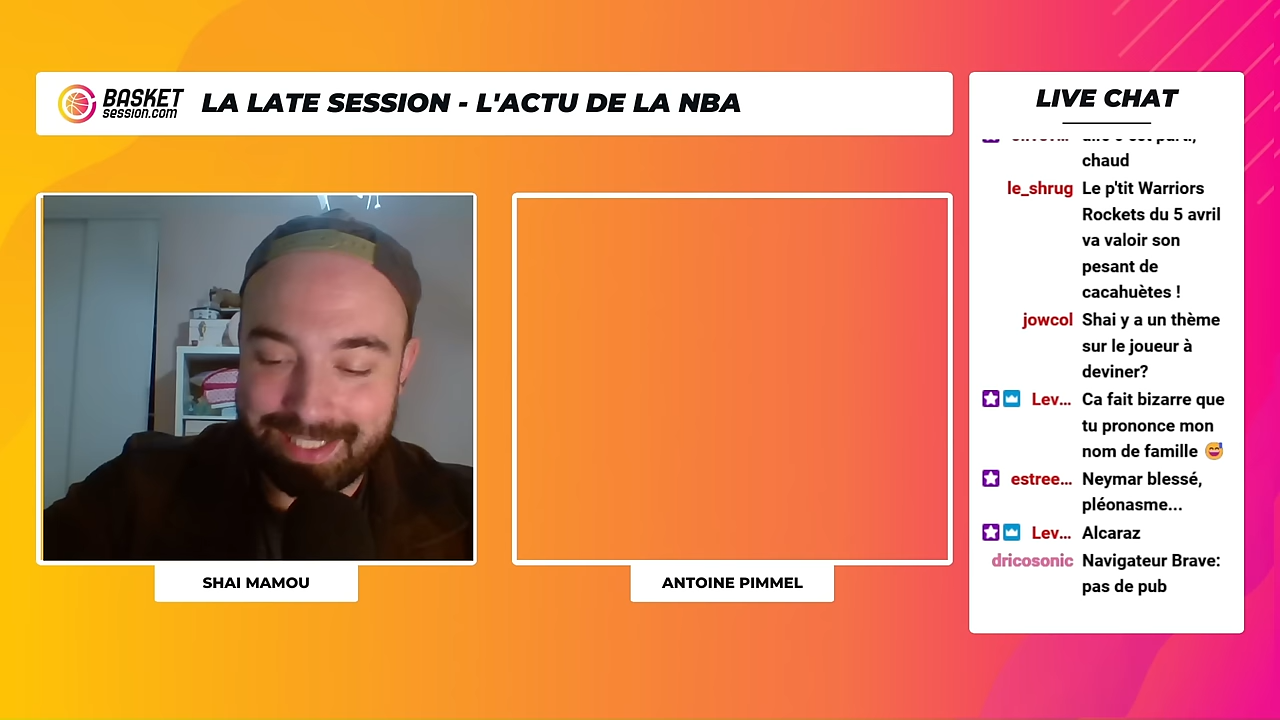 BASKET
session.com
LA LATE SESSION - L'ACTU DE LA NBA
SHAI MAMOU
ANTOINE PIMMEL
LIVE CHAT
chaud
le_shrug Le p'tit Warriors
Rockets du 5 avril
va valoir son
pesant de
cacahuètes !
jowcol Shai y a un thème
sur le joueur à
deviner?
Lev... Ca fait bizarre que
tu prononce mon
nom de famille 😅
estree... Neymar blessé,
pléonasme...
Lev... Alcaraz
dricosonic Navigateur Brave:
pas de pub